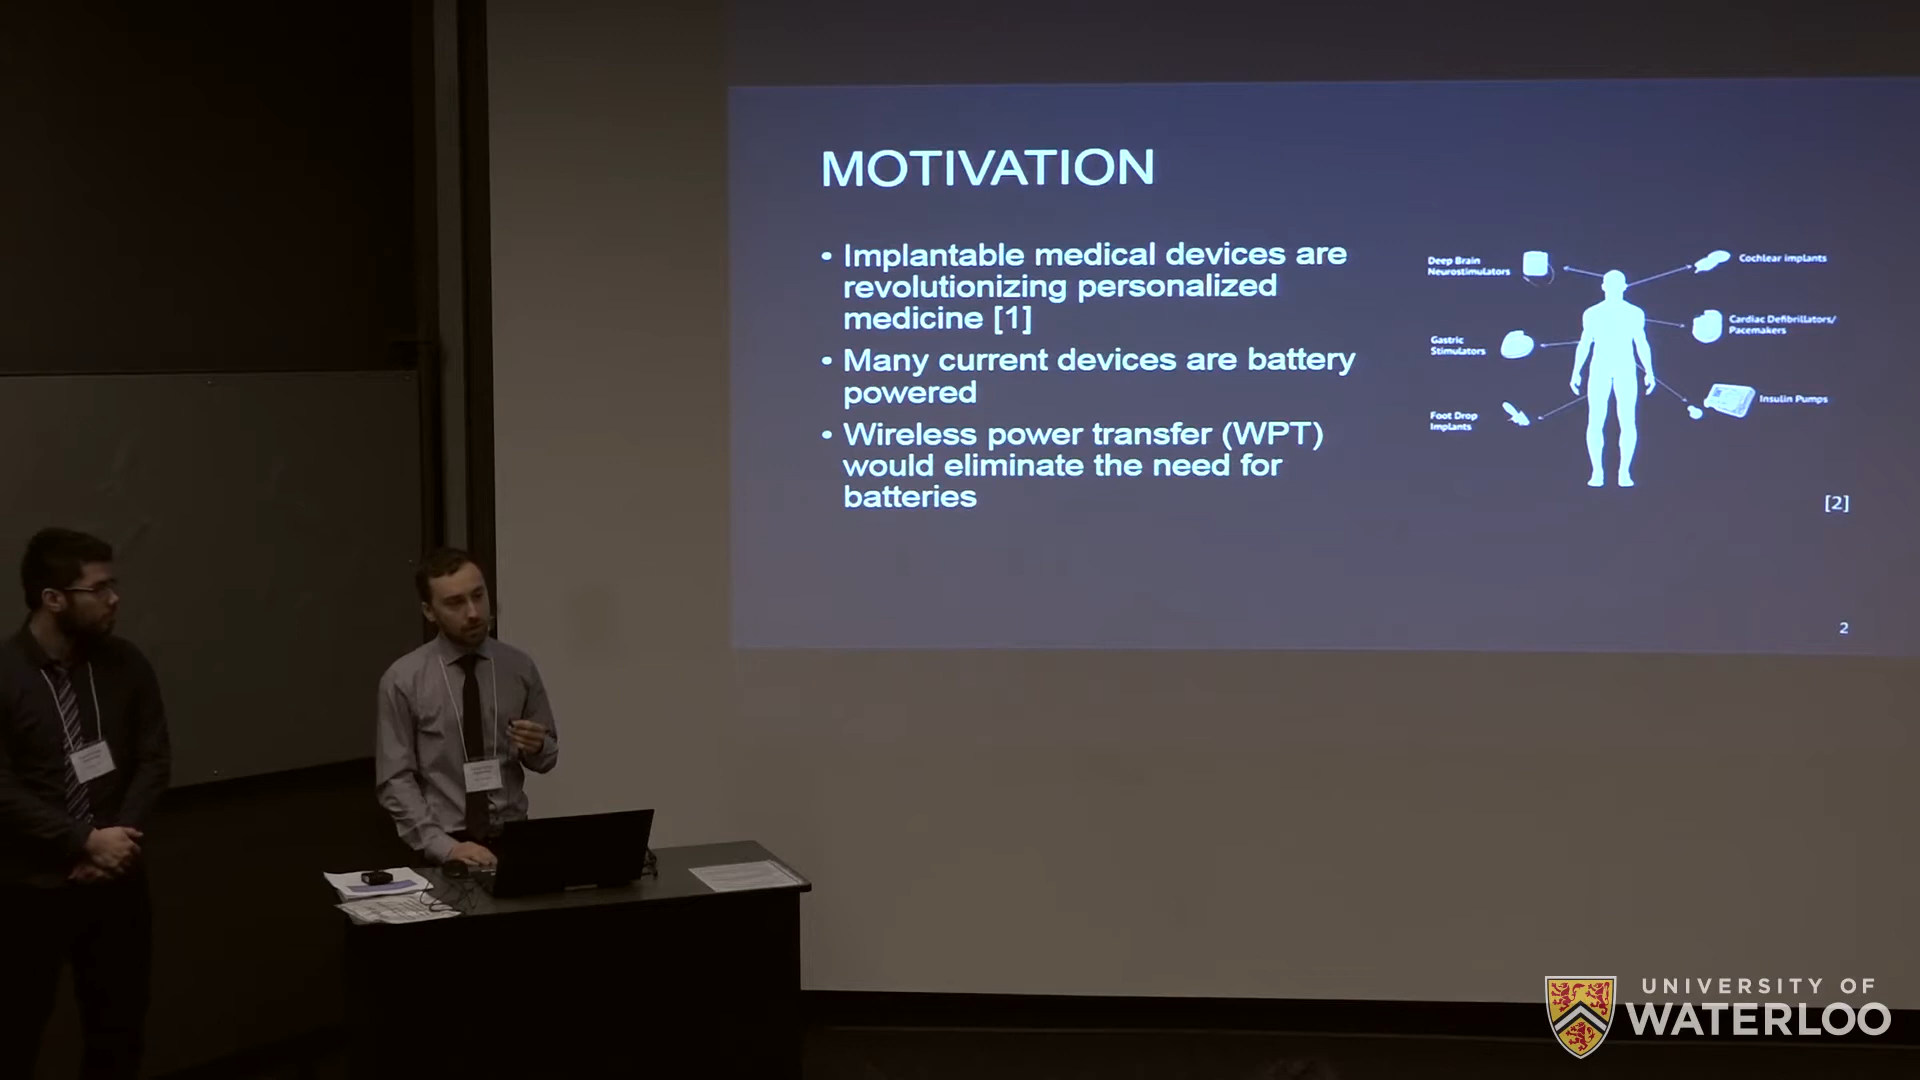 MOTIVATION
• Implantable medical devices are
revolutionizing personalized
medicine [1]
• Many current devices are battery
powered
• Wireless power transfer (WPT)
would eliminate the need for
batteries
Deep Brain
Neurostimulators
Cochlear implants
Cardiac Defibrillators/
Pacemakers
Gastric
Stimulators
Insulin Pumps
Foot Drop
Implants
[2]
2
UNIVERSITY OF
WATERLOO